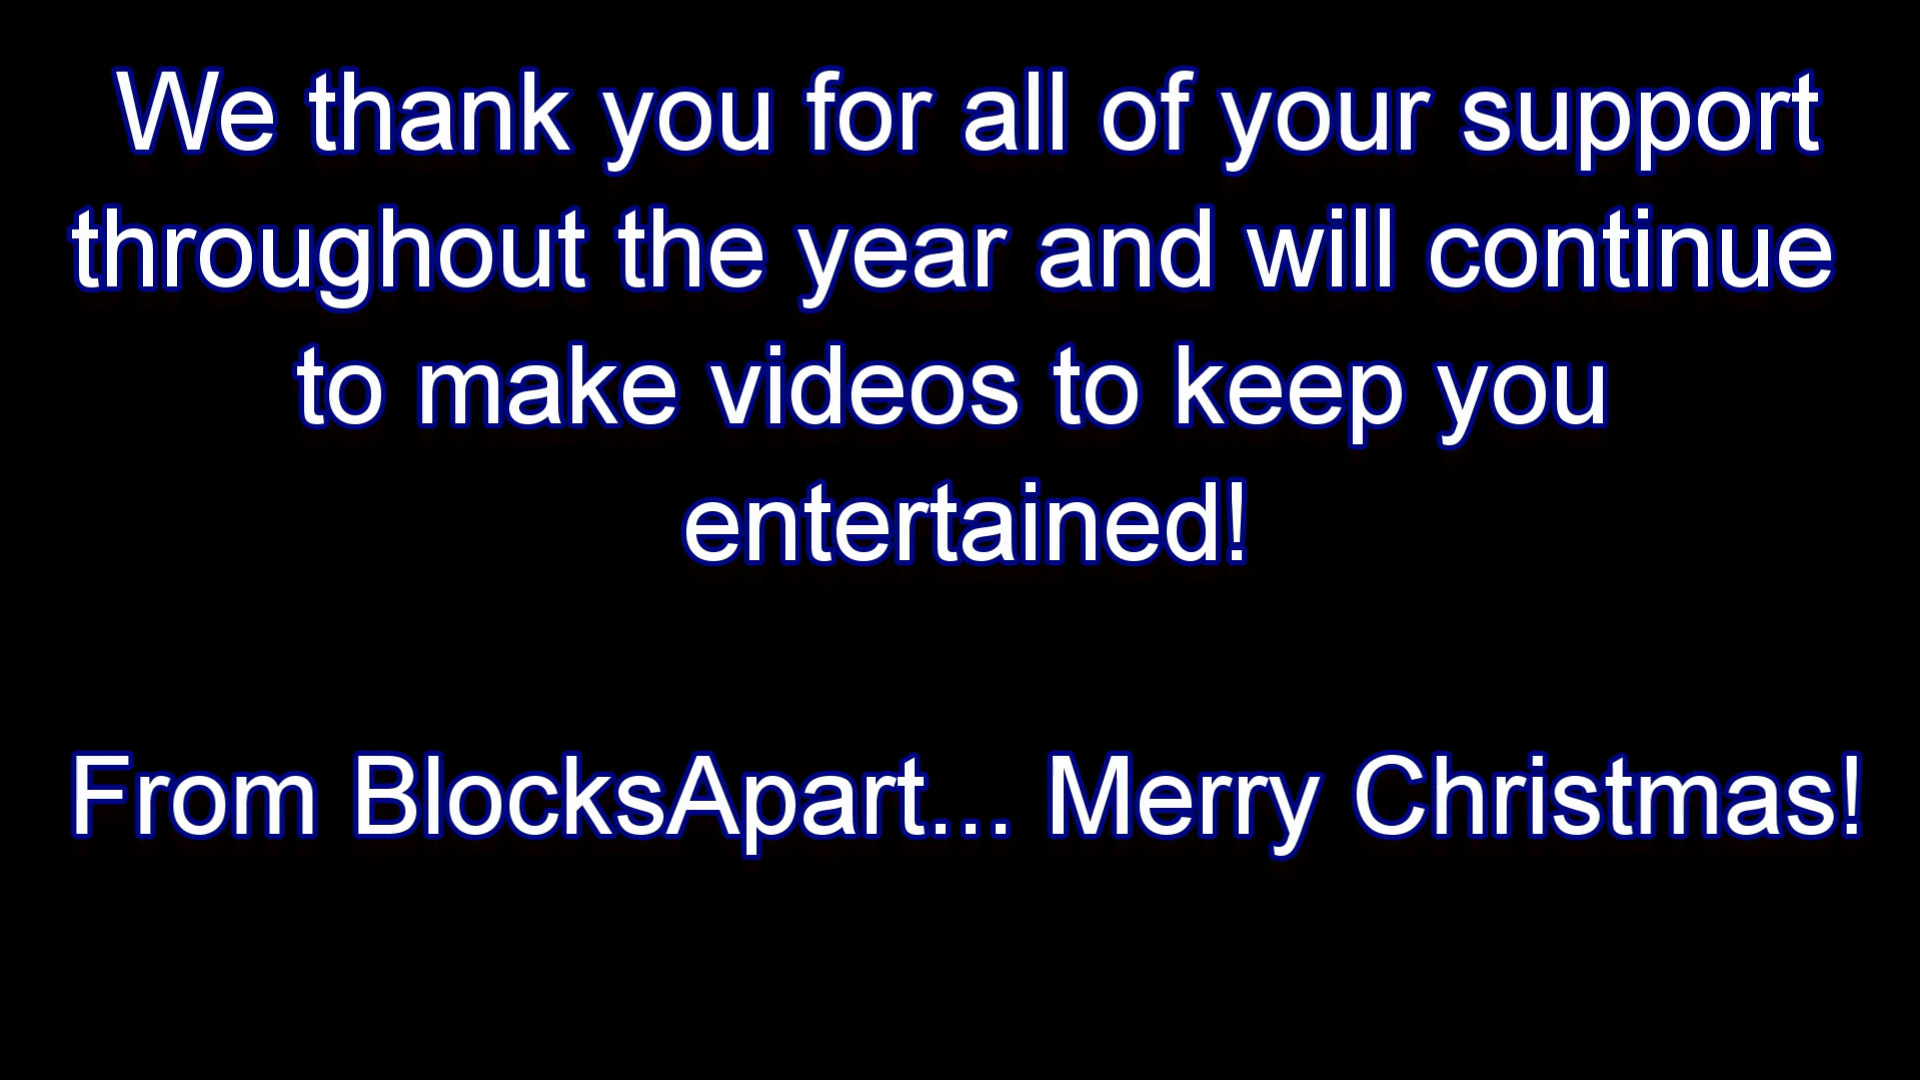 We thank you for all of your support
throughout the year and will continue
to make videos to keep you
entertained!
From BlocksApart... Merry Christmas!